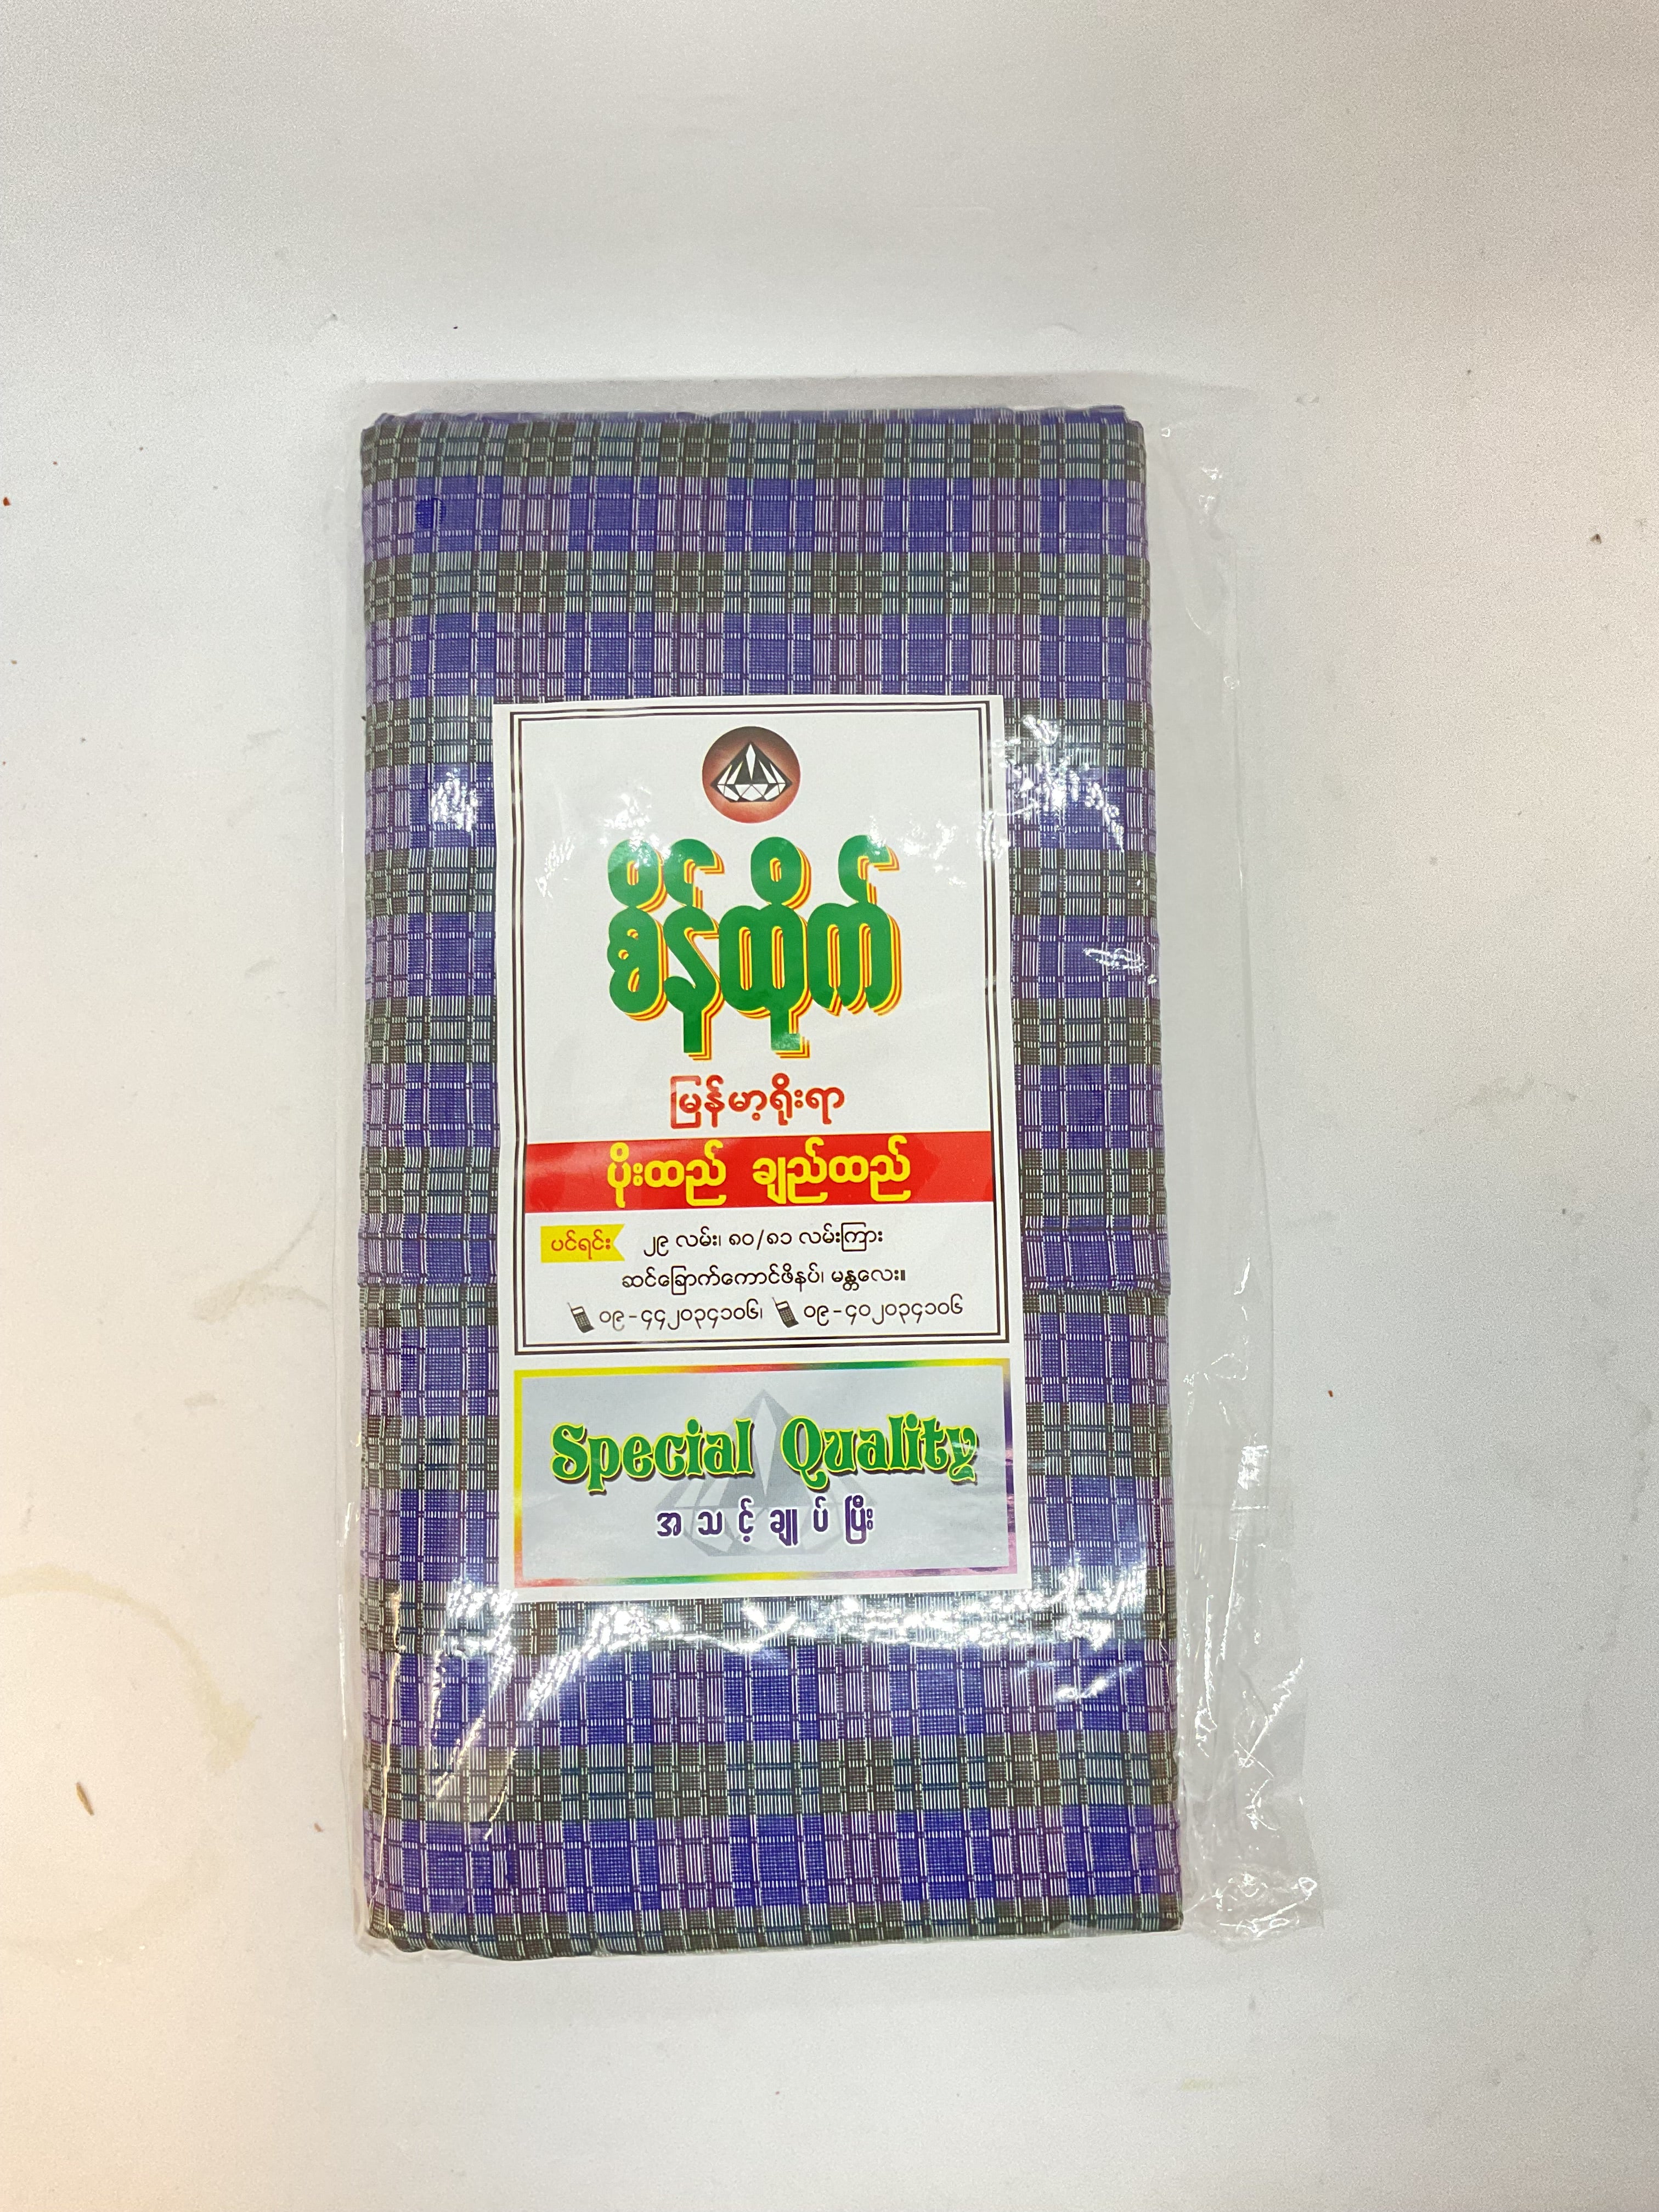 စိန်ထိုက်
မြန်မာ့ရိုးရာ
ပိုးထည် ချည်ထည်
ပင်ရင်း ၂၉ လမ်း၊ ၈၀/၈၁ လမ်းကြား
ဆင်ခြောက်ကောင်ဖိနပ်၊ မန္တလေး။
၀၉-၄၄၂၀၃၄၁၀၆၊ ၀၉-၄၀၂၀၃၄၁၀၆
Special Quality
အသင့်ချုပ်ပြီး